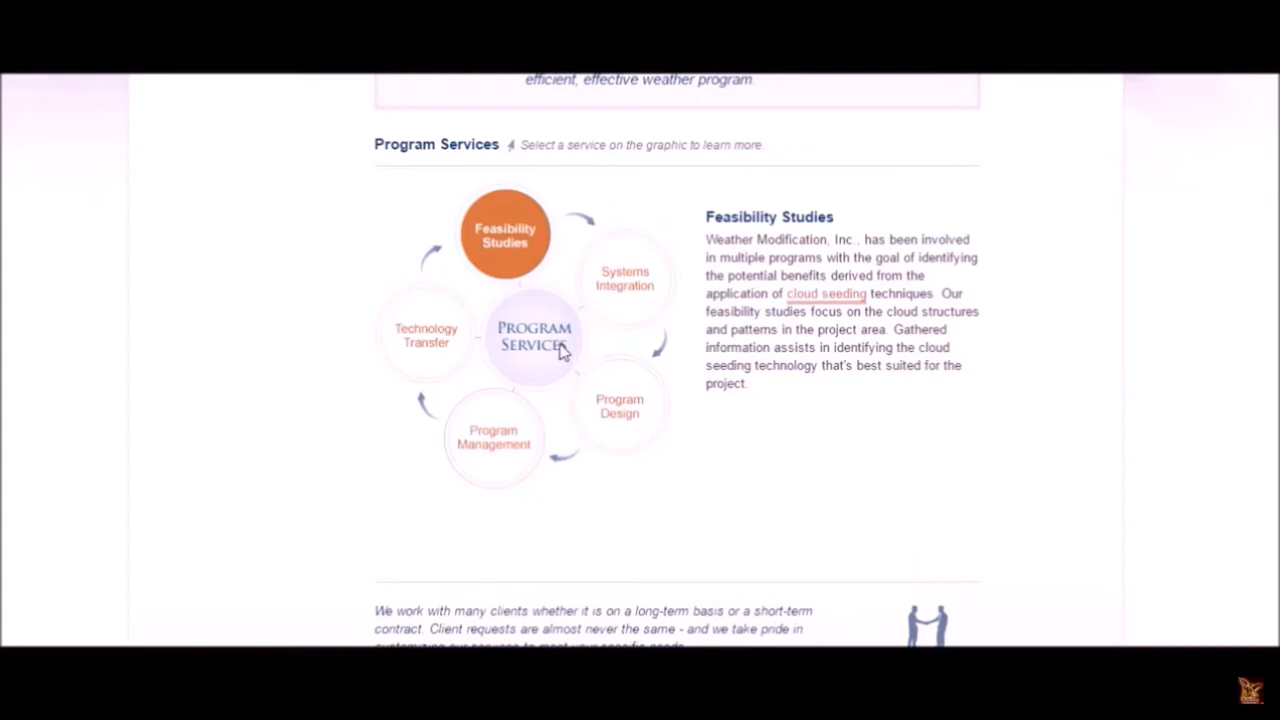 efficient, effective weather program.
Program Services
Select a service on the graphic to learn more.
Feasibility
Studies
Systems
Integration
Technology
Transfer
PROGRAM
SERVICES
Program
Design
Program
Management
Feasibility Studies
Weather Modification, Inc., has been involved
in multiple programs with the goal of identifying
the potential benefits derived from the
application of cloud seeding techniques. Our
feasibility studies focus on the cloud structures
and patterns in the project area. Gathered
information assists in identifying the cloud
seeding technology that's best suited for the
project.
We work with many clients whether it is on a long-term basis or a short-term
contract. Client requests are almost never the same - and we take pride in